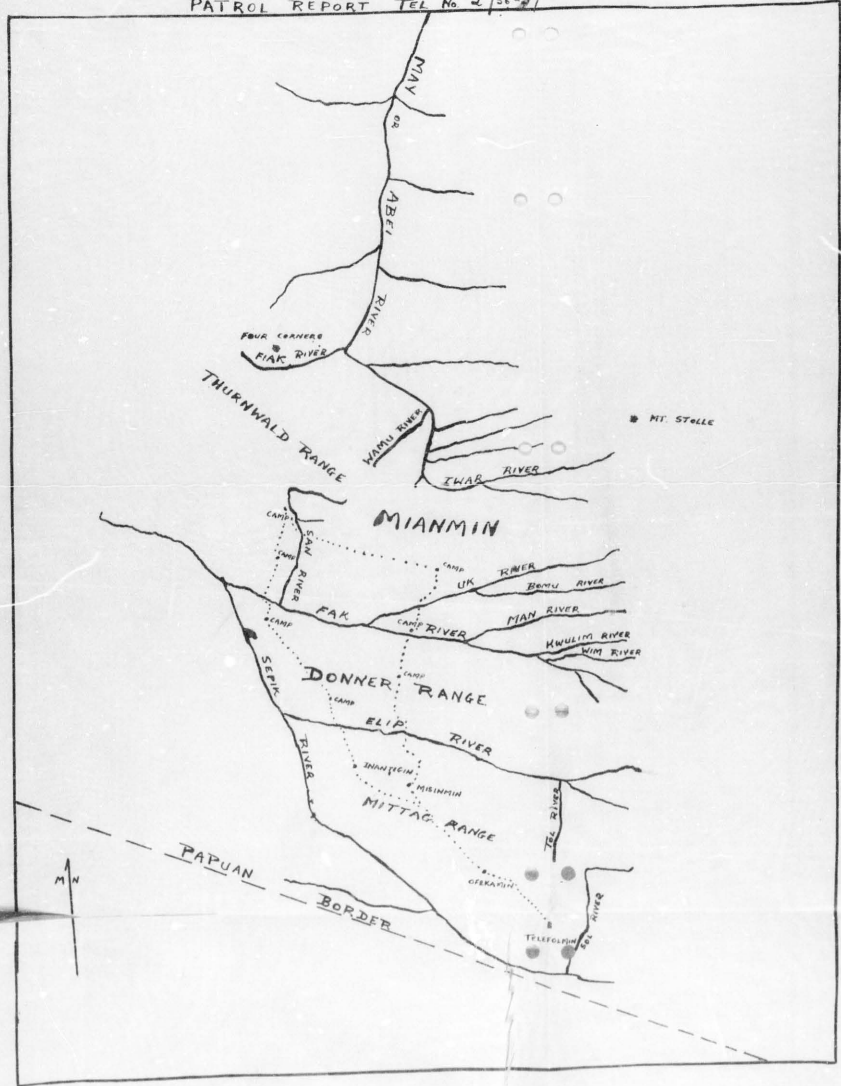 PATROL REPORT TEL No. 2
MAY
OR
ABEI
RIVER
FOUR CORNERS
FIAK RIVER
THURNWALD RANGE
WAMU RIVER
MT. STOLLE
IWAR RIVER
MIANMIN
CAMP
SAN RIVER
CAMP
CAMP
UK RIVER
BOMU RIVER
MAN RIVER
FAK RIVER
CAMP
KWULIM RIVER
WIM RIVER
CAMP
SEPIK
RIVER
DONNER RANGE
CAMP
CAMP
ELIP RIVER
MISINMIN
MITTAG RANGE
TOL RIVER
PAPUAN
BORDER
M N
OFEKAMIN
TELEFOLMIN
SOL RIVER